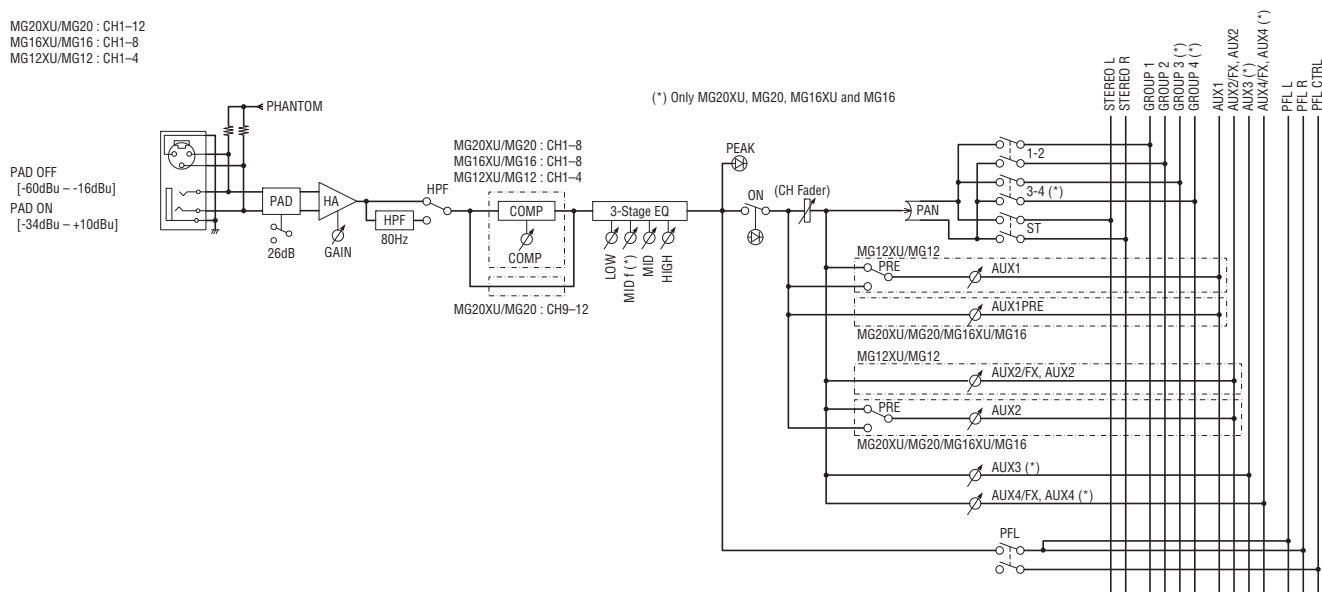 MG20XU/MG20 : CH1–12
MG16XU/MG16 : CH1–8
MG12XU/MG12 : CH1–4
(*) Only MG20XU, MG20, MG16XU and MG16
STEREO L
STEREO R
GROUP 1
GROUP 2
GROUP 3 (*)
GROUP 4 (*)
AUX1
AUX2/FX, AUX2
AUX3 (*)
AUX4/FX, AUX4 (*)
PFL L
PFL R
PFL CTRL
PHANTOM
PAD OFF
[-60dBu – -16dBu]
PAD ON
[-34dBu – +10dBu]
PAD
26dB
HA
GAIN
HPF
HPF
80Hz
MG20XU/MG20 : CH1–8
MG16XU/MG16 : CH1–8
MG12XU/MG12 : CH1–4
COMP
COMP
MG20XU/MG20 : CH9–12
3-Stage EQ
LOW
MID f (*)
MID
HIGH
PEAK
ON
(CH Fader)
PAN
1-2
3-4 (*)
ST
MG12XU/MG12
PRE
AUX1
AUX1PRE
MG20XU/MG20/MG16XU/MG16
MG12XU/MG12
AUX2/FX, AUX2
PRE
AUX2
MG20XU/MG20/MG16XU/MG16
AUX3 (*)
AUX4/FX, AUX4 (*)
PFL